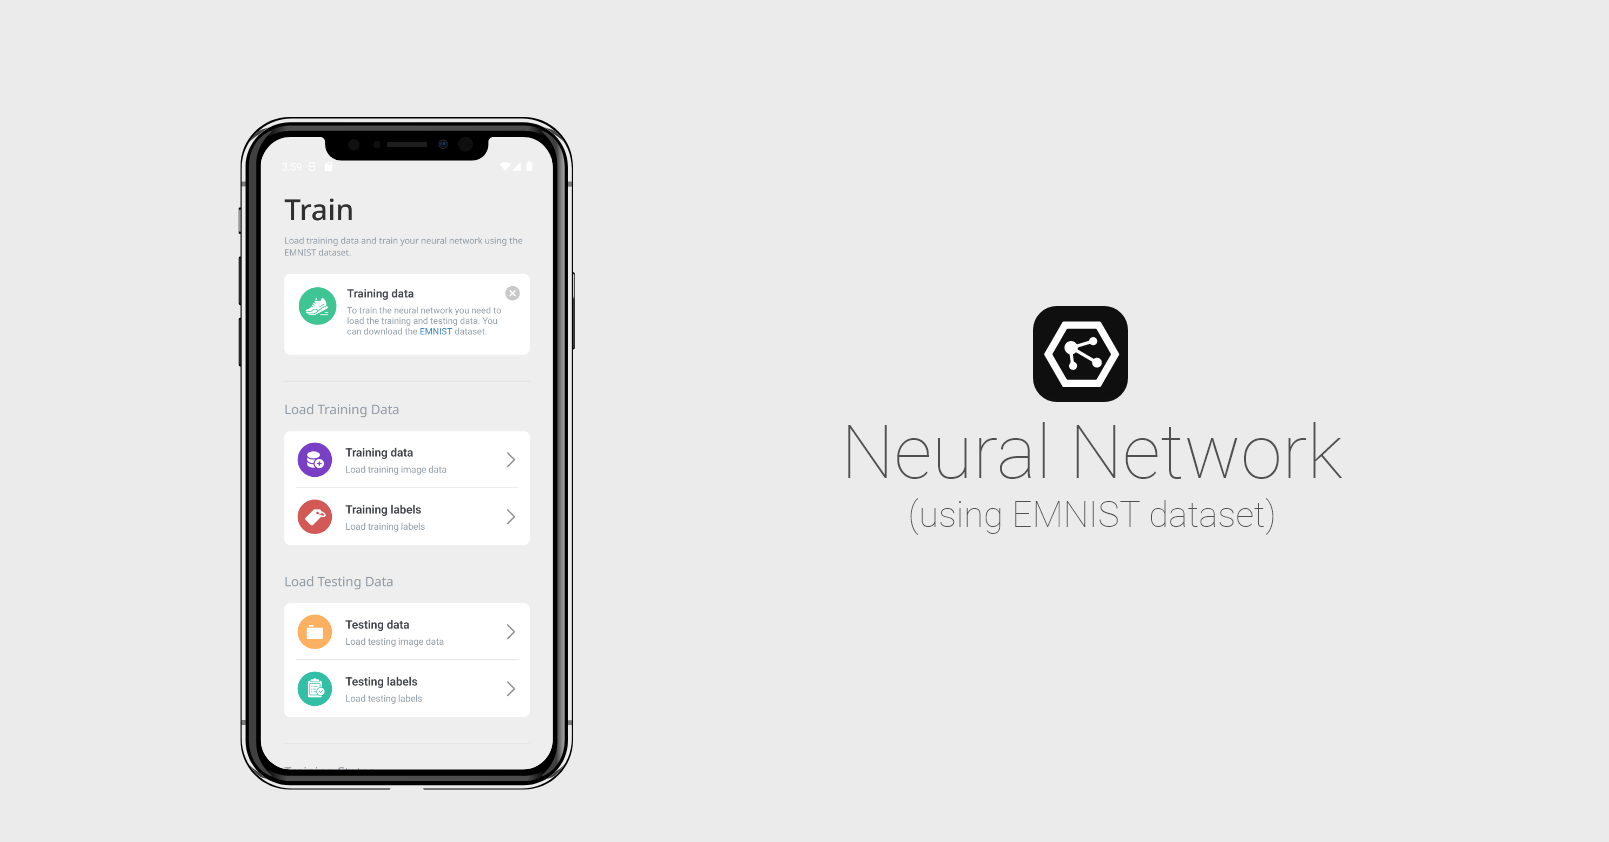 3:59
Train
Load training data and train your neural network using the
EMNIST dataset.
Training data
To train the neural network you need to
load the training and testing data. You
can download the EMNIST dataset.
Load Training Data
Training data
Load training image data
Training labels
Load training labels
Load Testing Data
Testing data
Load testing image data
Testing labels
Load testing labels
Neural Network
(using EMNIST dataset)